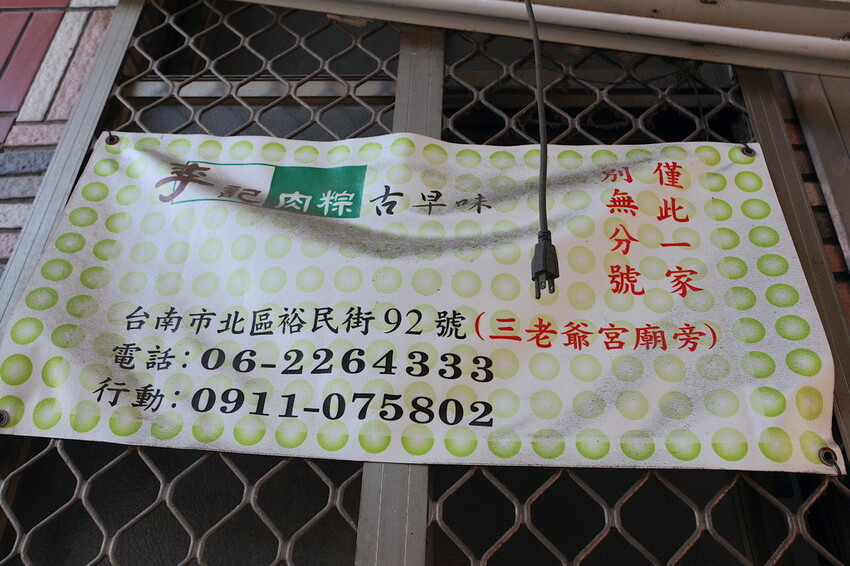 李記肉粽古早味
僅此一家
別無分號
台南市北區裕民街92號(三老爺宮廟旁)
電話：06-2264333
行動：0911-075802